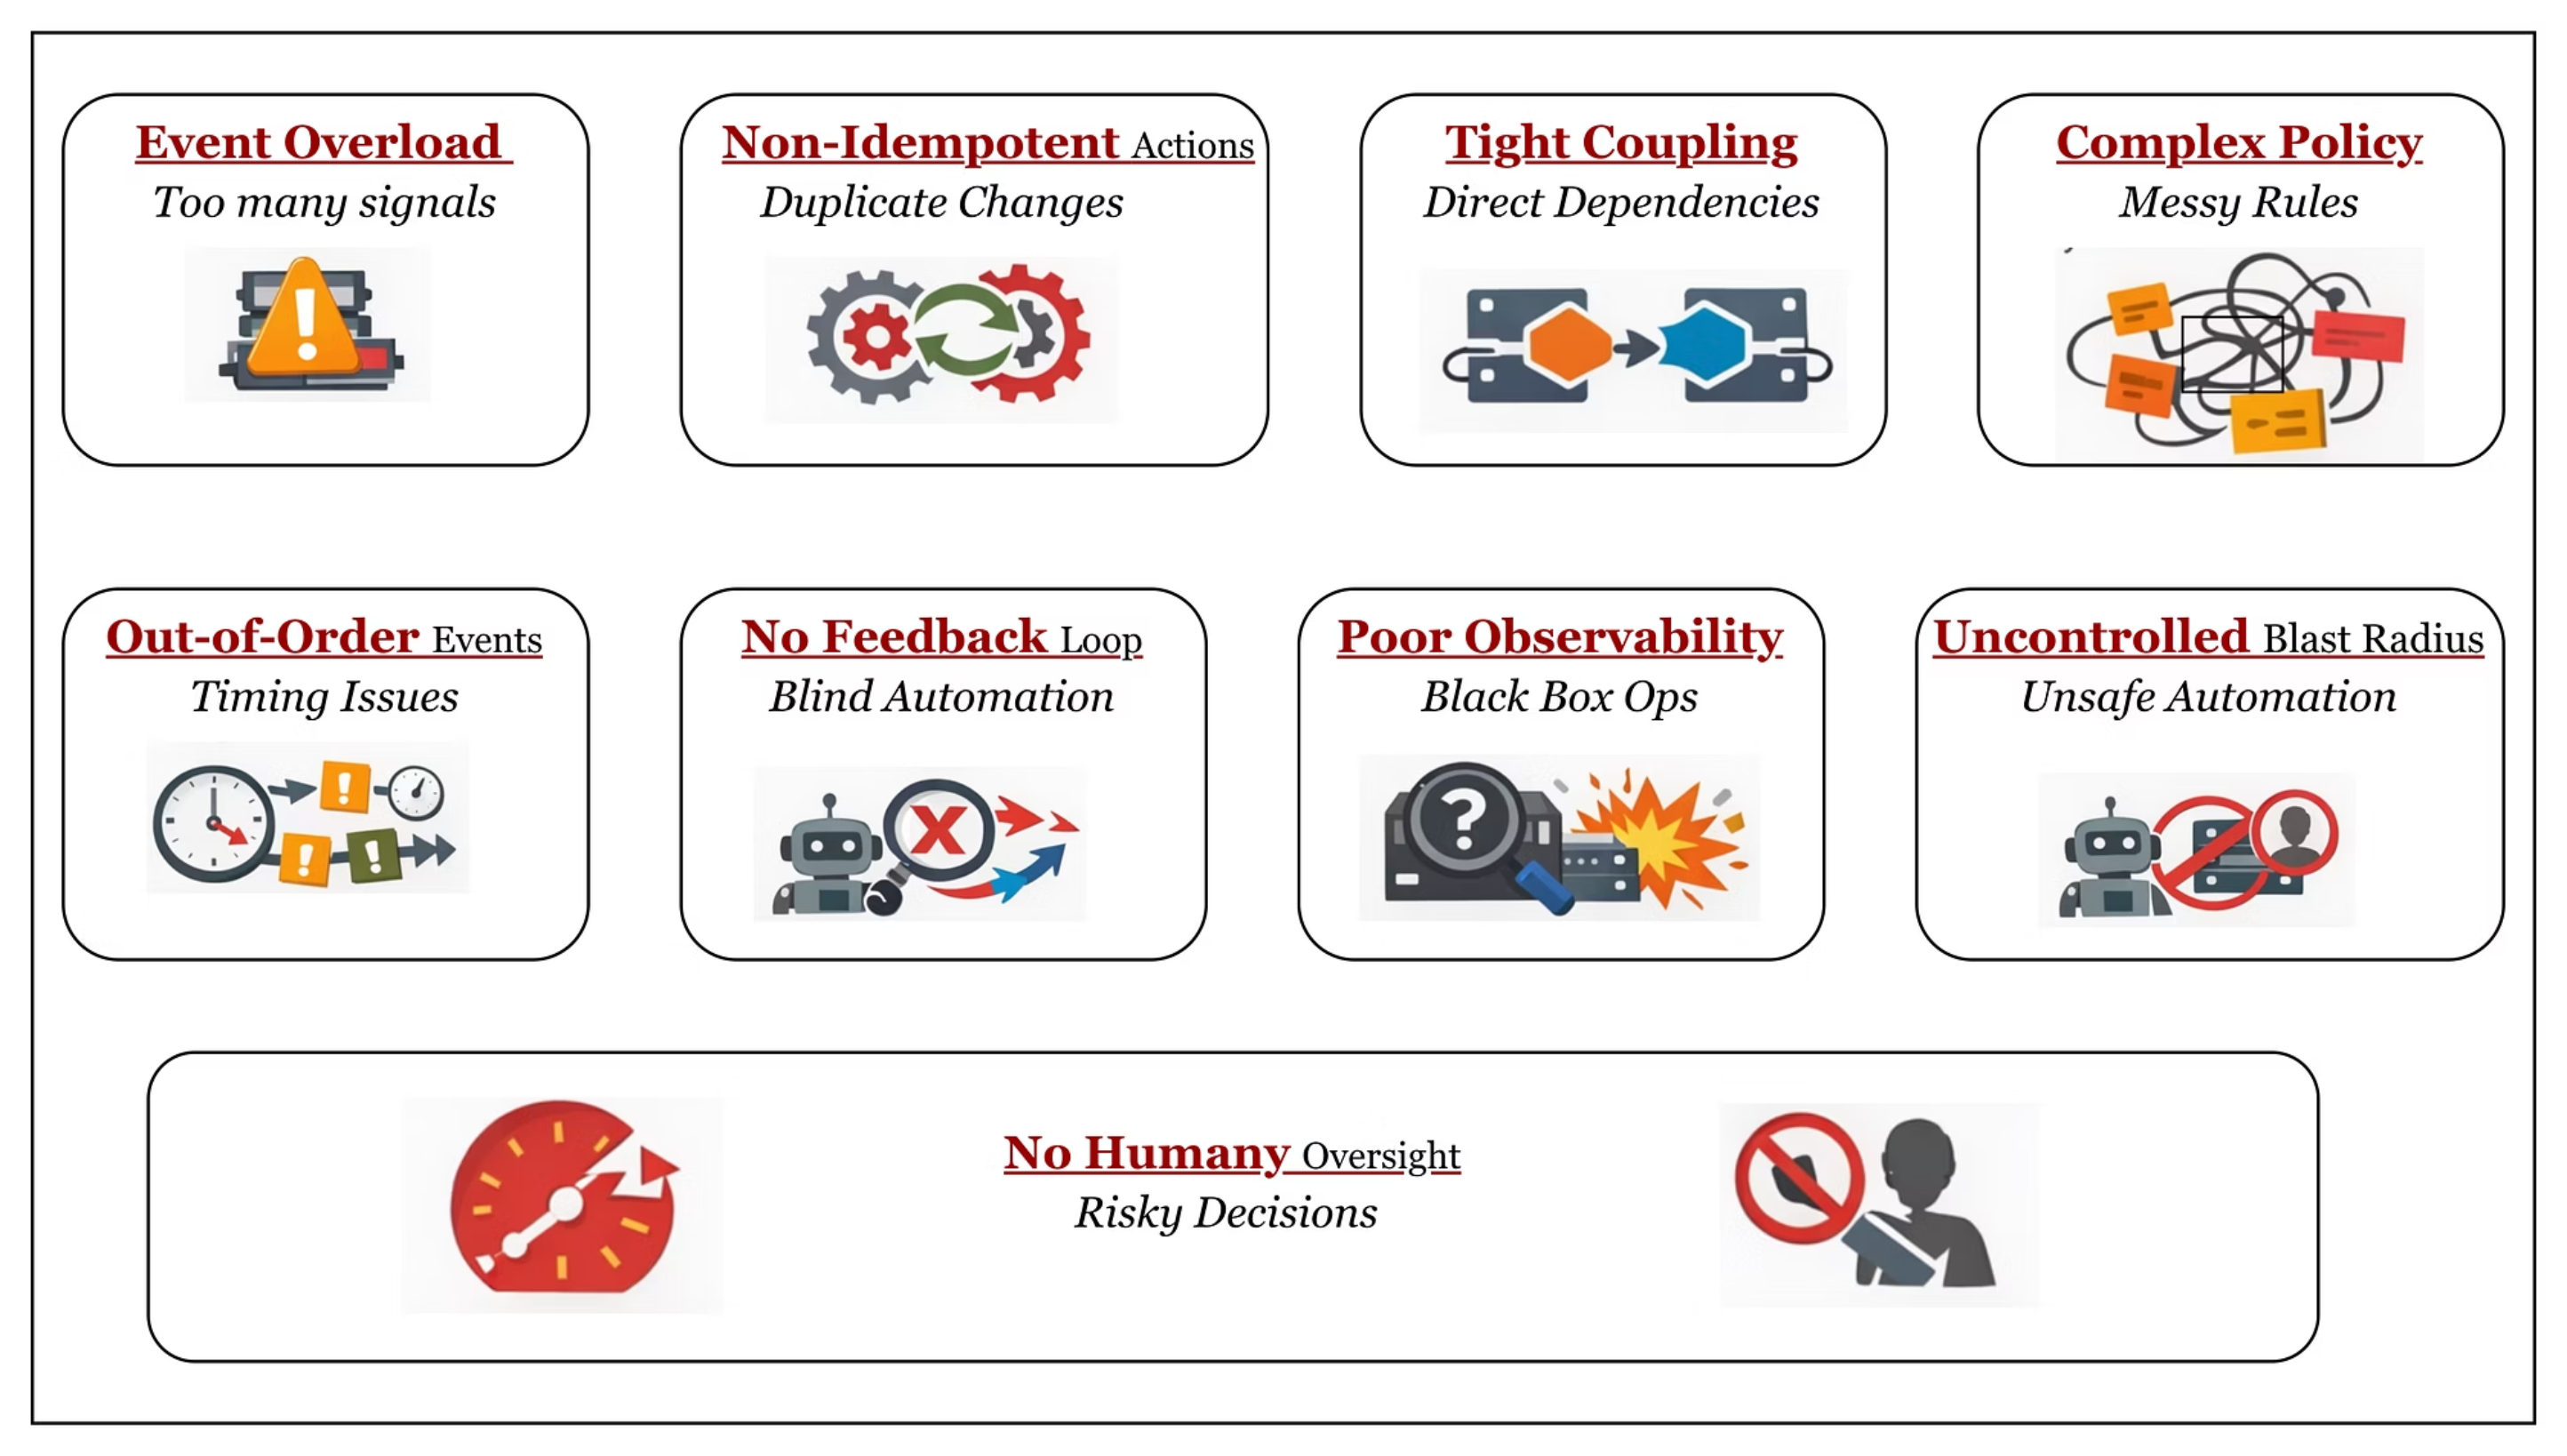 Event Overload
Too many signals
Non-Idempotent Actions
Duplicate Changes
Tight Coupling
Direct Dependencies
Complex Policy
Messy Rules
Out-of-Order Events
Timing Issues
No Feedback Loop
Blind Automation
Poor Observability
Black Box Ops
Uncontrolled Blast Radius
Unsafe Automation
No Humany Oversight
Risky Decisions